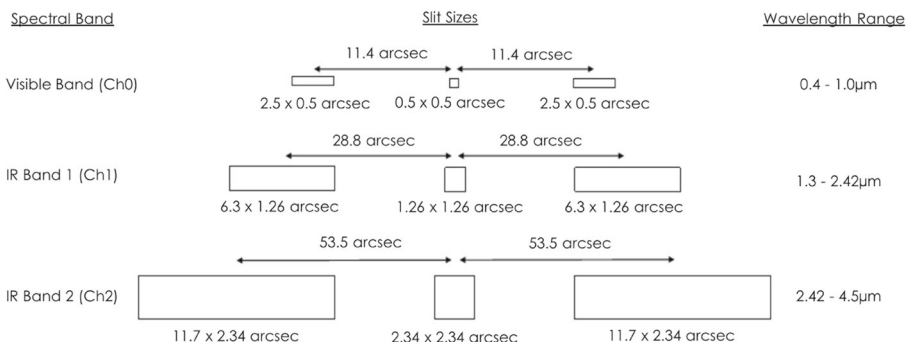 Spectral Band Slit Sizes Wavelength Range
11.4 arcsec 11.4 arcsec
Visible Band (Ch0) 0.4 - 1.0µm
2.5 x 0.5 arcsec 0.5 x 0.5 arcsec 2.5 x 0.5 arcsec
28.8 arcsec 28.8 arcsec
IR Band 1 (Ch1) 1.3 - 2.42µm
6.3 x 1.26 arcsec 1.26 x 1.26 arcsec 6.3 x 1.26 arcsec
53.5 arcsec 53.5 arcsec
IR Band 2 (Ch2) 2.42 - 4.5µm
11.7 x 2.34 arcsec 2.34 x 2.34 arcsec 11.7 x 2.34 arcsec